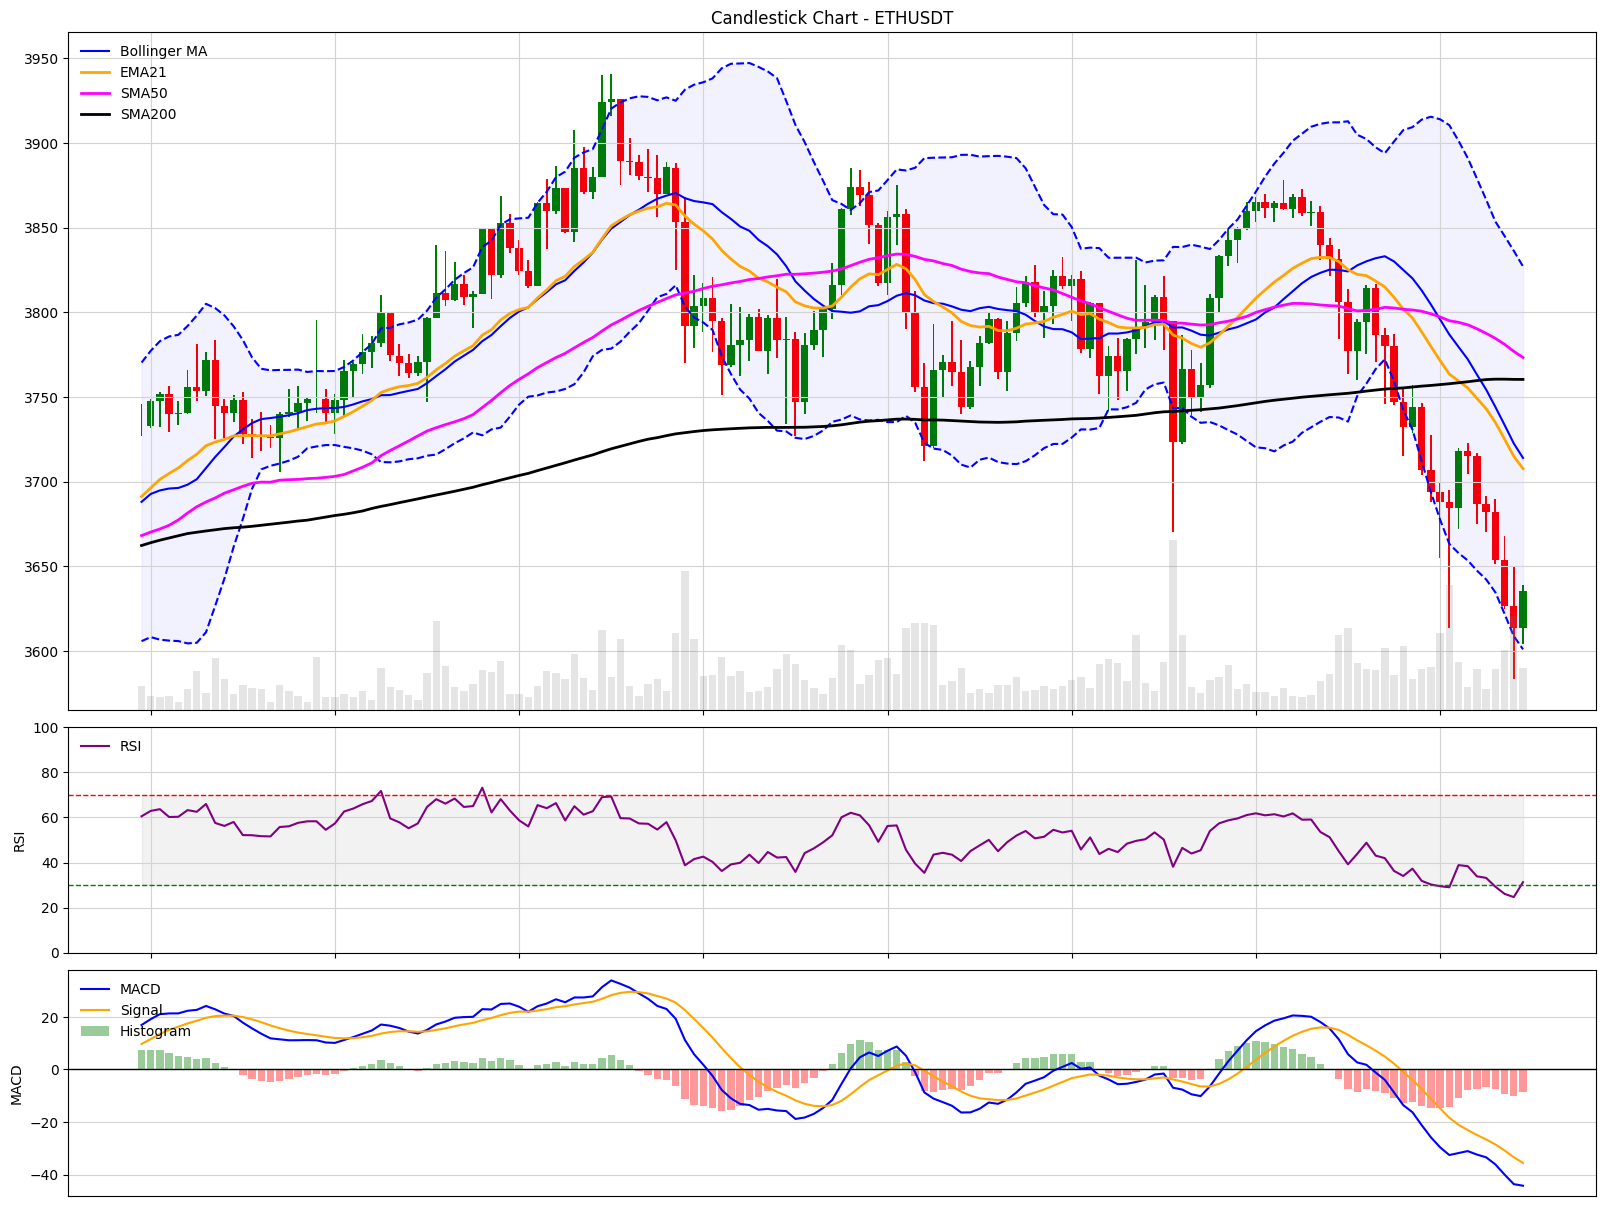 Candlestick Chart - ETHUSDT
Bollinger MA
EMA21
SMA50
SMA200
3950
3900
3850
3800
3750
3700
3650
3600
RSI
RSI
100
80
60
40
20
0
MACD
Signal
Histogram
MACD
20
0
−20
−40